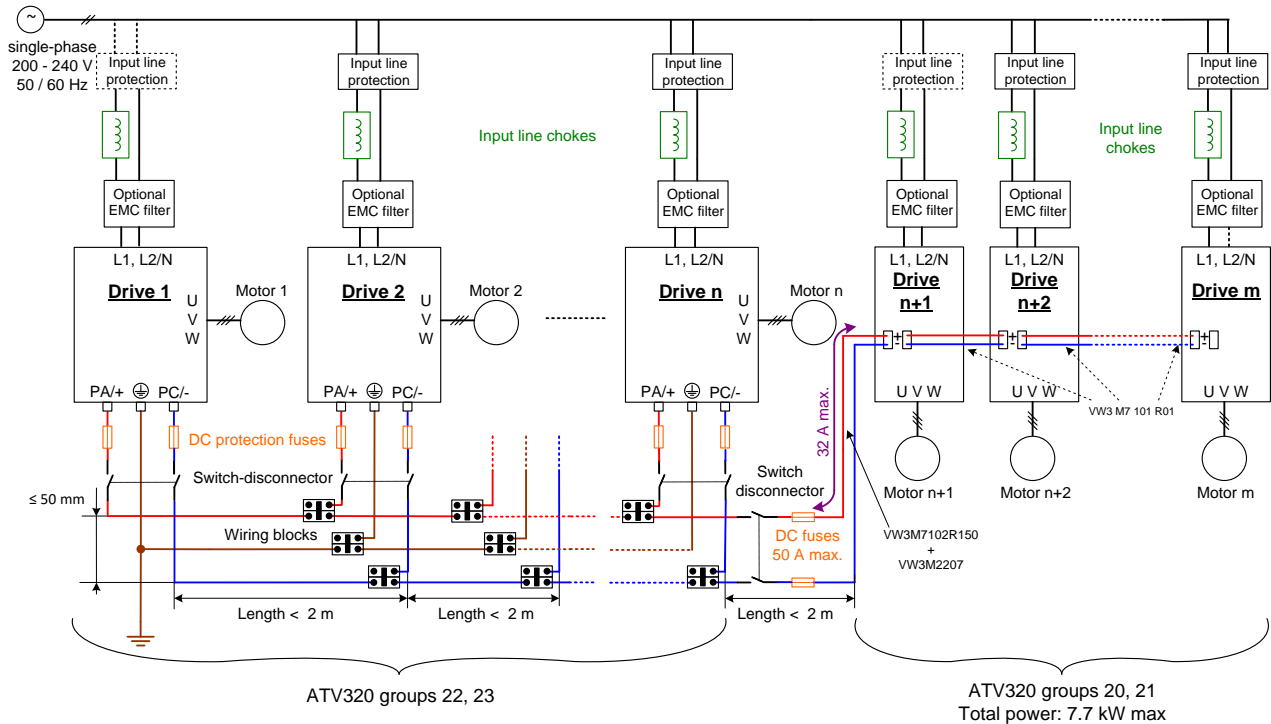 ~
single-phase
200 - 240 V
50 / 60 Hz
Input line
protection
Input line
protection
Input line
protection
Input line
protection
Input line
protection
Input line
protection
Input line chokes
Input line
chokes
Optional
EMC filter
Optional
EMC filter
Optional
EMC filter
Optional
EMC filter
Optional
EMC filter
Optional
EMC filter
L1, L2/N
Drive 1
U
V
W
Motor 1
PA/+
PC/-
L1, L2/N
Drive 2
U
V
W
Motor 2
PA/+
PC/-
L1, L2/N
Drive n
U
V
W
Motor n
PA/+
PC/-
L1, L2/N
Drive
n+1
+
-
U V W
Motor n+1
L1, L2/N
Drive
n+2
+
-
U V W
Motor n+2
L1, L2/N
Drive m
+
-
U V W
Motor m
VW3 M7 101 R01
32 A max.
DC protection fuses
Switch-disconnector
Switch
disconnector
≤ 50 mm
Wiring blocks
DC fuses
50 A max.
VW3M7102R150
+
VW3M2207
Length < 2 m
Length < 2 m
Length < 2 m
ATV320 groups 22, 23
ATV320 groups 20, 21
Total power: 7.7 kW max